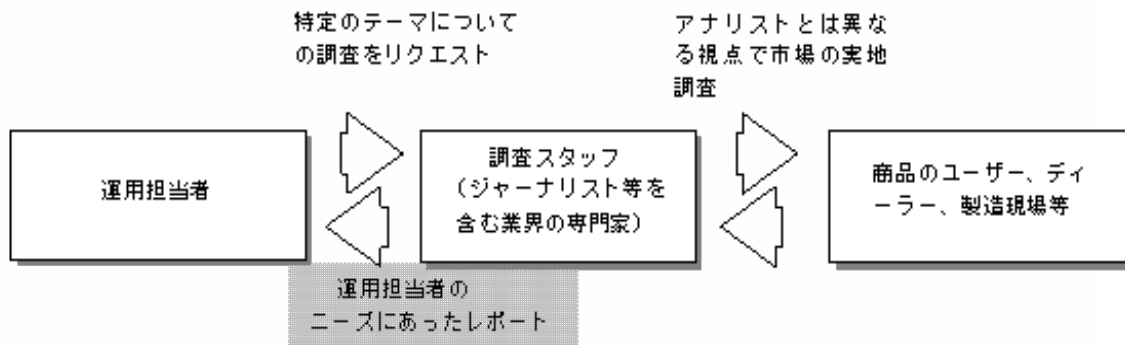 特定のテーマについて
の調査をリクエスト
アナリストとは異な
る視点で市場の実地
調査
運用担当者
調査スタッフ
（ジャーナリスト等を
含む業界の専門家）
商品のユーザー、ディ
ーラー、製造現場等
運用担当者の
ニーズにあったレポート